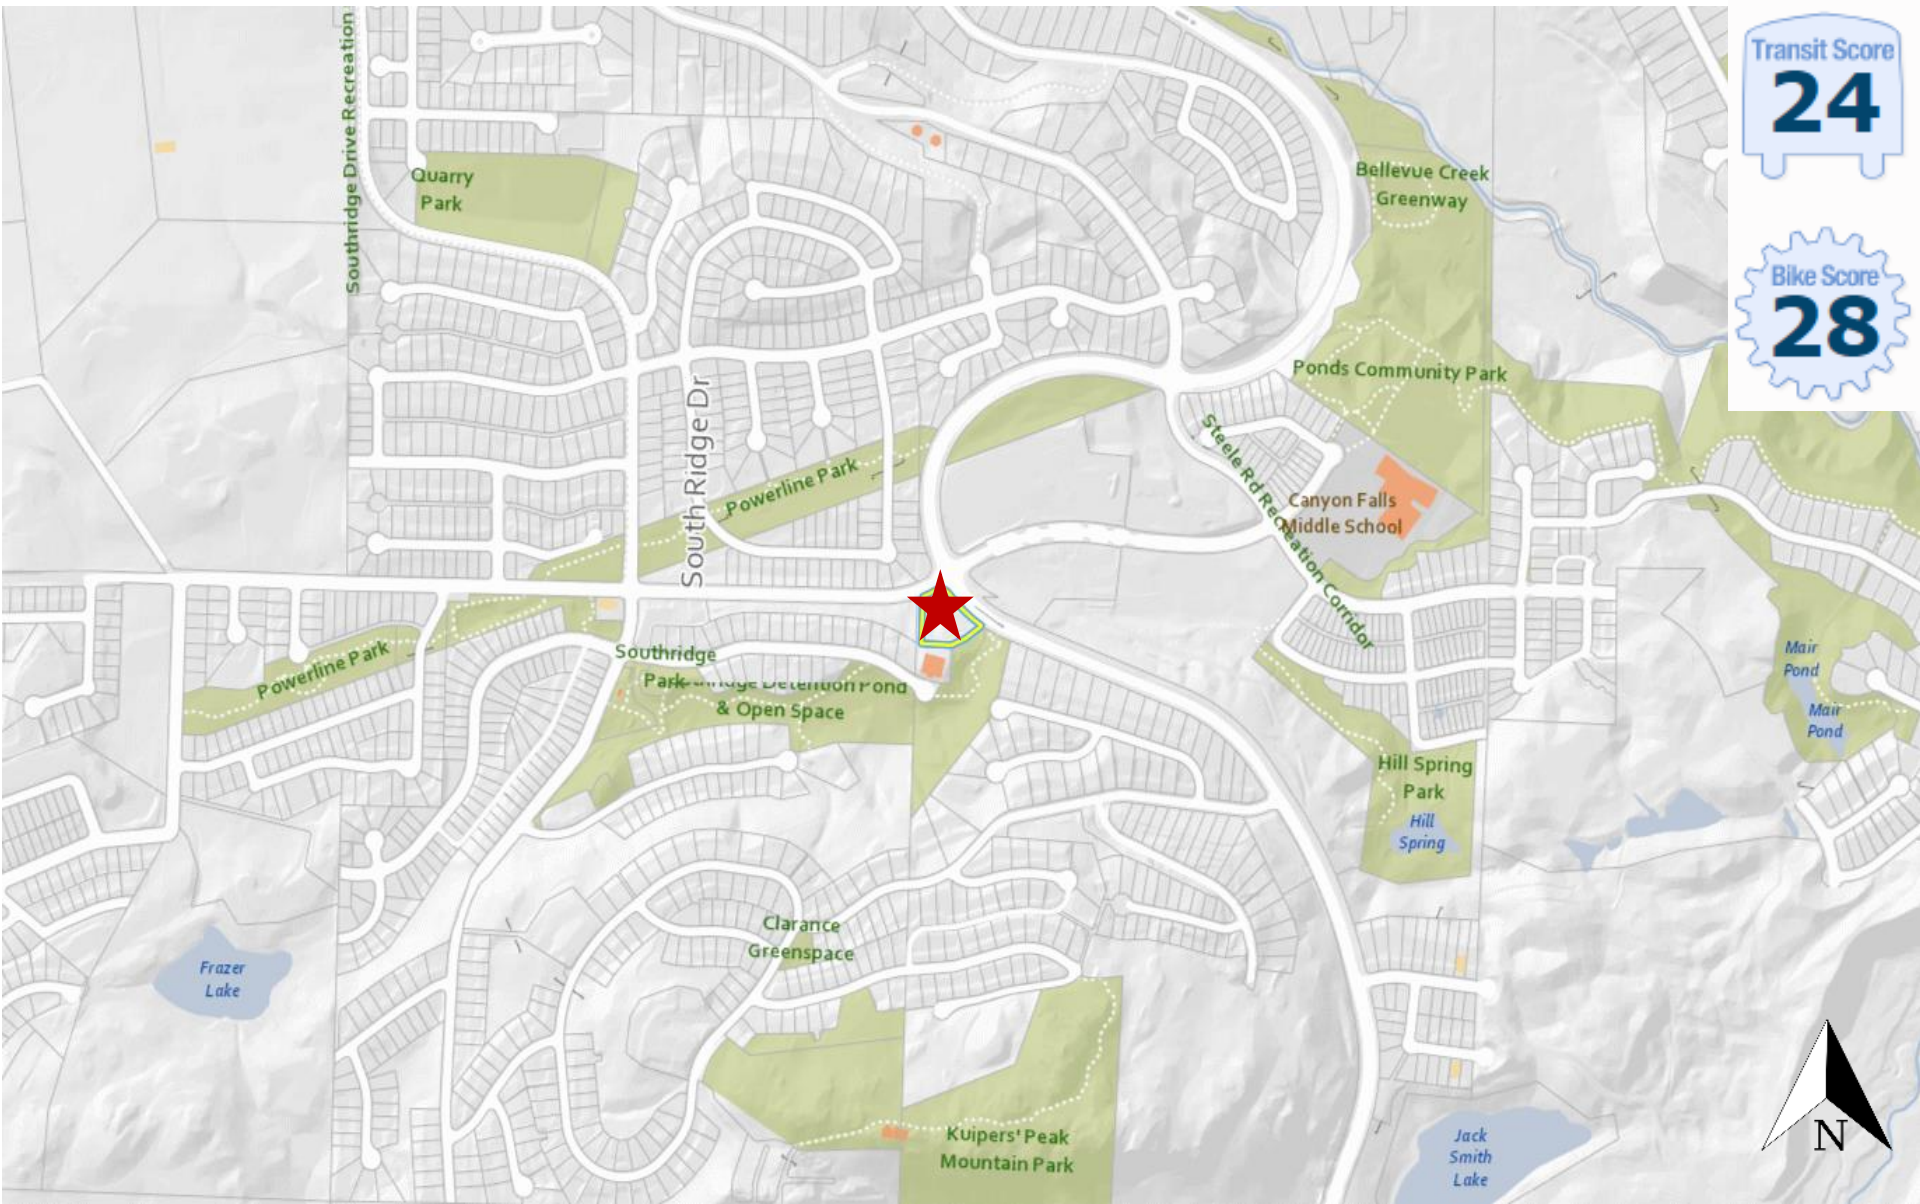 Transit Score
24
Bike Score
28
Southridge Drive Recreation
Quarry
Park
Bellevue Creek
Greenway
Ponds Community Park
South Ridge Dr
Powerline Park
Steele Rd Recreation Corridor
Canyon Falls
Middle School
Powerline Park
Southridge
Park
Detention Pond
& Open Space
Mair
Pond
Mair
Pond
Hill Spring
Park
Hill
Spring
Clarance
Greenspace
Frazer
Lake
Kuipers' Peak
Mountain Park
Jack
Smith
Lake
N